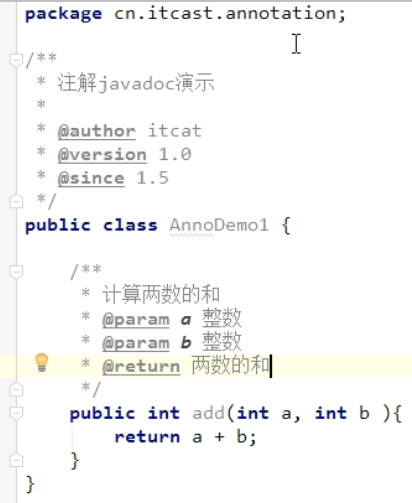 package cn.itcast.annotation;
/**
 * 注解javadoc演示
 *
 * @author itcat
 * @version 1.0
 * @since 1.5
 */
public class AnnoDemo1 {
/**
 * 计算两数的和
 * @param a 整数
 * @param b 整数
 * @return 两数的和
 */
public int add(int a, int b ){
return a + b;
}
}